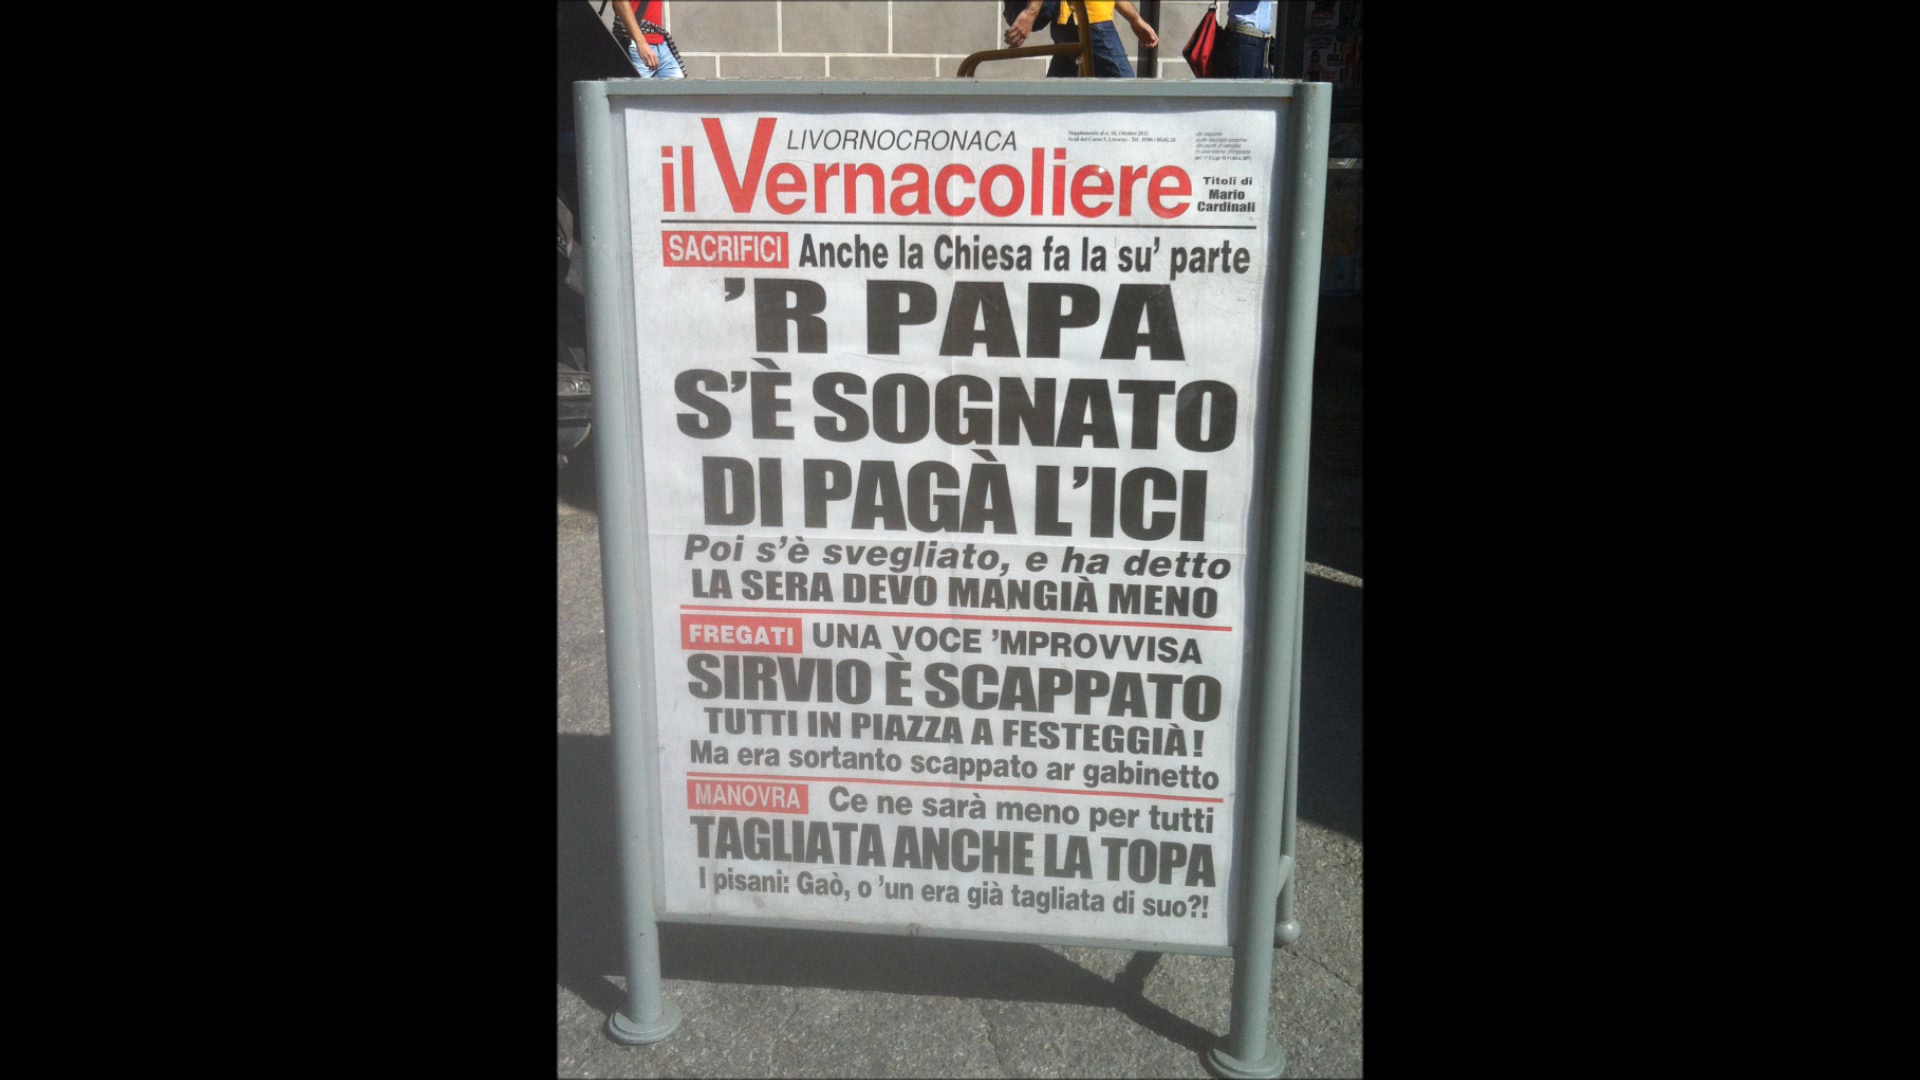 LIVORNOCRONACA
il Vernacoliere
Titoli di
Mario
Cardinali
SACRIFICI Anche la Chiesa fa la su' parte
'R PAPA
S'È SOGNATO
DI PAGÀ L'ICI
Poi s'è svegliato, e ha detto
LA SERA DEVO MANGIÀ MENO
FREGATI UNA VOCE 'MPROVVISA
SIRVIO È SCAPPATO
TUTTI IN PIAZZA A FESTEGGIÀ!
Ma era sortanto scappato ar gabinetto
MANOVRA Ce ne sarà meno per tutti
TAGLIATA ANCHE LA TOPA
I pisani: Gaò, o 'un era già tagliata di suo?!